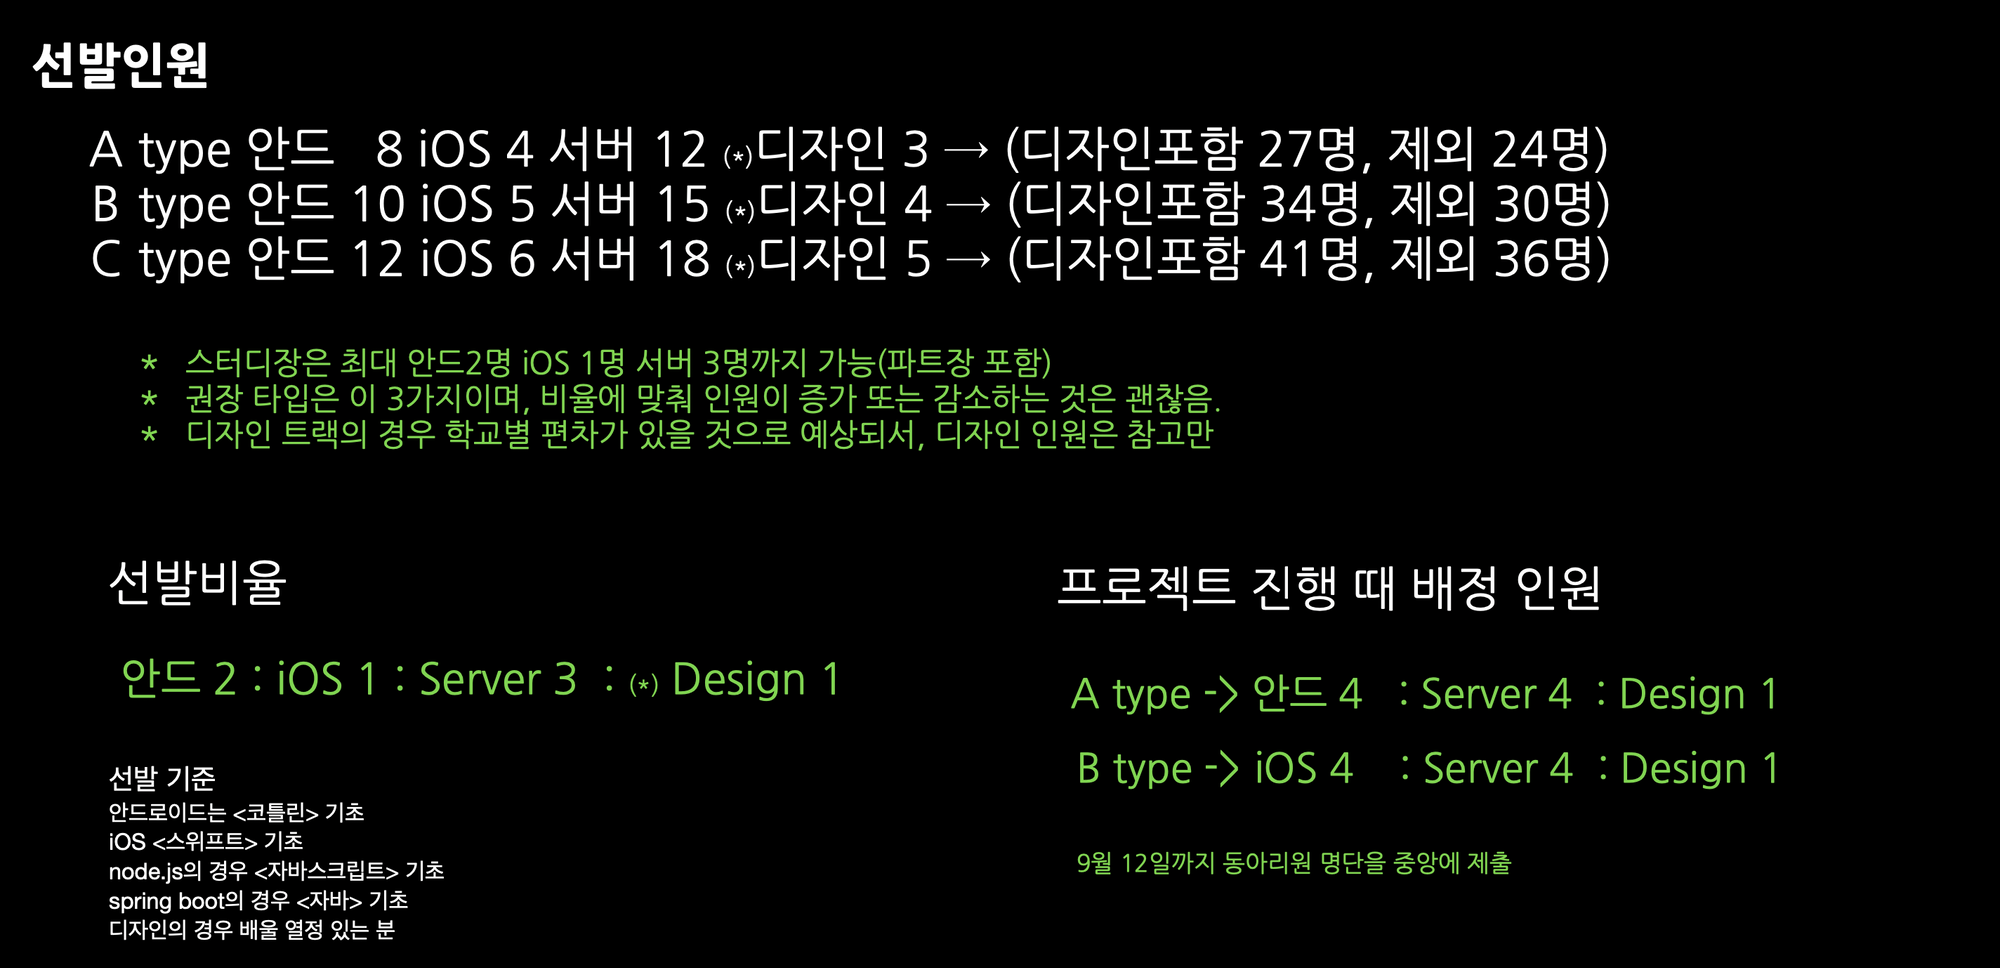 선발인원
A type 안드 8 iOS 4 서버 12 (*)디자인 3 → (디자인포함 27명, 제외 24명)
B type 안드 10 iOS 5 서버 15 (*)디자인 4 → (디자인포함 34명, 제외 30명)
C type 안드 12 iOS 6 서버 18 (*)디자인 5 → (디자인포함 41명, 제외 36명)
* 스터디장은 최대 안드2명 iOS 1명 서버 3명까지 가능(파트장 포함)
* 권장 타입은 이 3가지이며, 비율에 맞춰 인원이 증가 또는 감소하는 것은 괜찮음.
* 디자인 트랙의 경우 학교별 편차가 있을 것으로 예상되서, 디자인 인원은 참고만
선발비율
안드 2 : iOS 1 : Server 3 : (*) Design 1
선발 기준
안드로이드는 <코틀린> 기초
iOS <스위프트> 기초
node.js의 경우 <자바스크립트> 기초
spring boot의 경우 <자바> 기초
디자인의 경우 배울 열정 있는 분
프로젝트 진행 때 배정 인원
A type -> 안드 4 : Server 4 : Design 1
B type -> iOS 4 : Server 4 : Design 1
9월 12일까지 동아리원 명단을 중앙에 제출